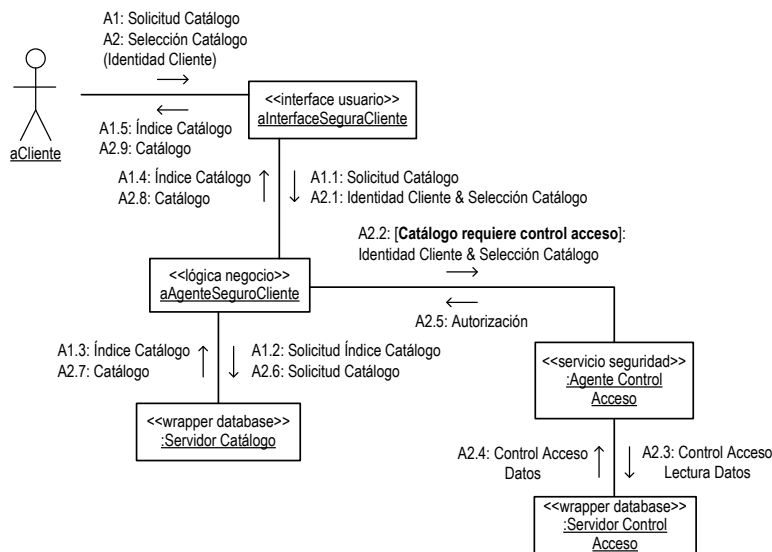 A1: Solicitud Catálogo
A2: Selección Catálogo
(Identidad Cliente)
<<interface usuario>>
aInterfaceSeguraCliente
A1.5: Índice Catálogo
A2.9: Catálogo
aCliente
A1.4: Índice Catálogo
A2.8: Catálogo
A1.1: Solicitud Catálogo
A2.1: Identidad Cliente & Selección Catálogo
A2.2: [Catálogo requiere control acceso]:
Identidad Cliente & Selección Catálogo
<<lógica negocio>>
aAgenteSeguroCliente
A2.5: Autorización
A1.3: Índice Catálogo
A2.7: Catálogo
A1.2: Solicitud Índice Catálogo
A2.6: Solicitud Catálogo
<<servicio seguridad>>
:Agente Control
Acceso
<<wrapper database>>
:Servidor Catálogo
A2.4: Control Acceso
Datos
A2.3: Control Acceso
Lectura Datos
<<wrapper database>>
:Servidor Control
Acceso